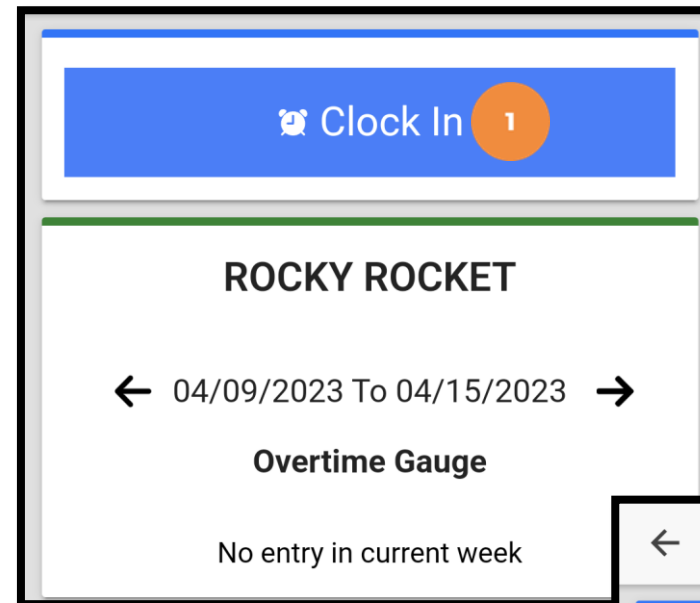 Clock In 1
ROCKY ROCKET
04/09/2023 To 04/15/2023
Overtime Gauge
No entry in current week